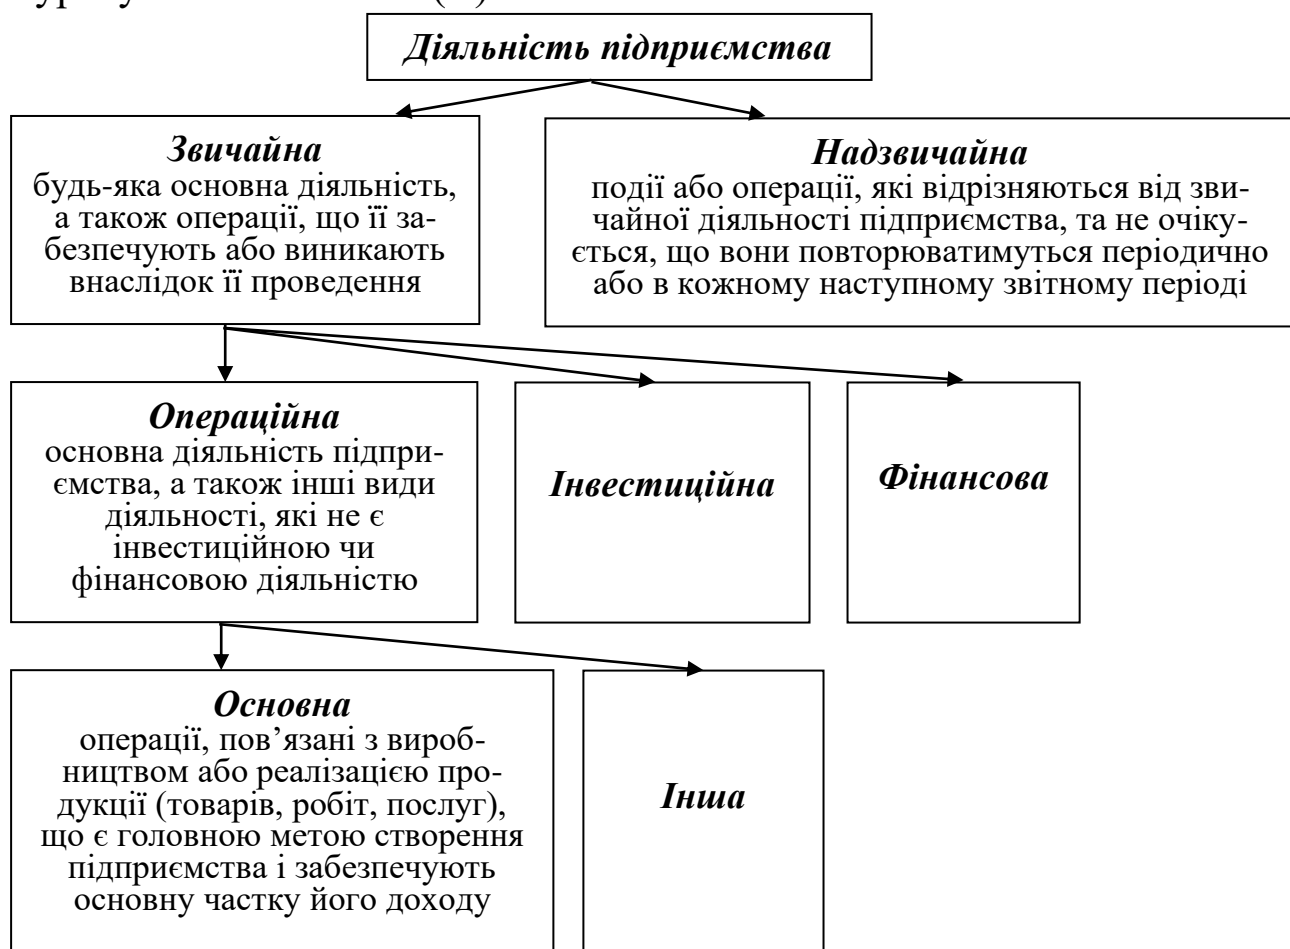 Діяльність підприємства
Звичайна
будь-яка основна діяльність,
а також операції, що її за-
безпечують або виникають
внаслідок її проведення
Надзвичайна
події або операції, які відрізняються від зви-
чайної діяльності підприємства, та не очіку-
ється, що вони повторюватимуться періодично
або в кожному наступному звітному періоді
Операційна
основна діяльність підпри-
ємства, а також інші види
діяльності, які не є
інвестиційною чи
фінансовою діяльністю
Інвестиційна
Фінансова
Основна
операції, пов’язані з вироб-
ництвом або реалізацією про-
дукції (товарів, робіт, послуг),
що є головною метою створення
підприємства і забезпечують
основну частку його доходу
Інша